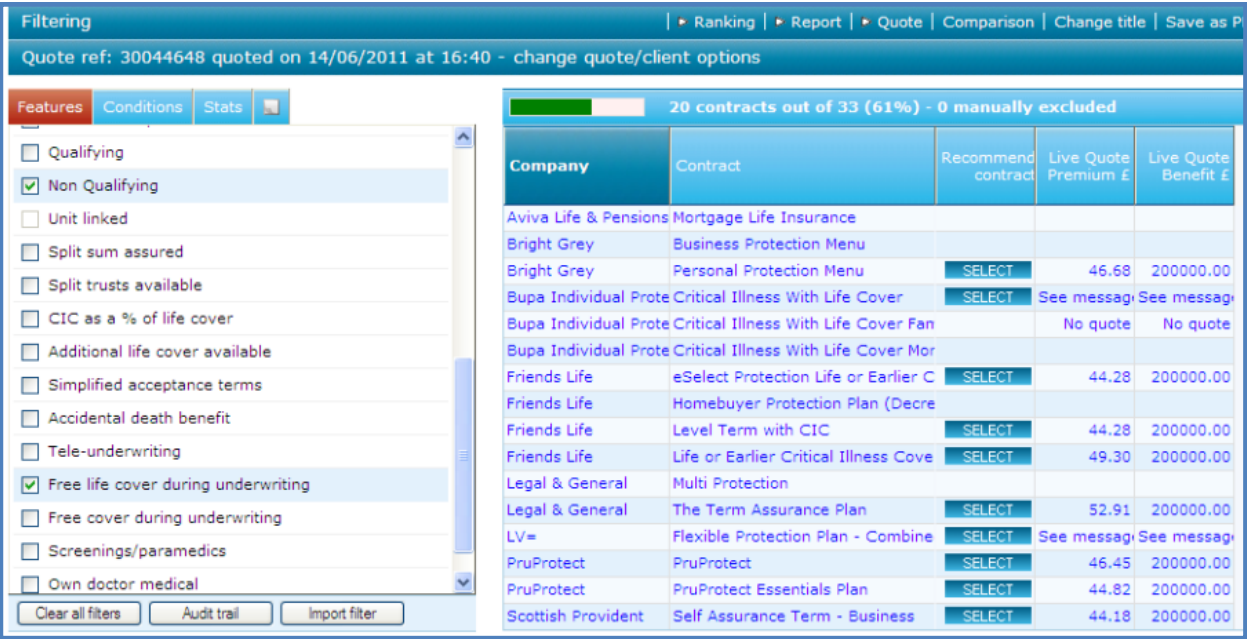 Filtering
Ranking | Report | Quote | Comparison | Change title | Save as P
Quote ref: 30044648 quoted on 14/06/2011 at 16:40 - change quote/client options
Features Conditions Stats
Qualifying
Non Qualifying
Unit linked
Split sum assured
Split trusts available
CIC as a % of life cover
Additional life cover available
Simplified acceptance terms
Accidental death benefit
Tele-underwriting
Free life cover during underwriting
Free cover during underwriting
Screenings/paramedics
Own doctor medical
Clear all filters Audit trail Import filter
20 contracts out of 33 (61%) - 0 manually excluded
Company Contract Recommend contract Live Quote Premium £ Live Quote Benefit £
Aviva Life & Pensions Mortgage Life Insurance
Bright Grey Business Protection Menu
Bright Grey Personal Protection Menu SELECT 46.68 200000.00
Bupa Individual Prote Critical Illness With Life Cover SELECT See messag See messag
Bupa Individual Prote Critical Illness With Life Cover Fam No quote No quote
Bupa Individual Prote Critical Illness With Life Cover Mor
Friends Life eSelect Protection Life or Earlier C SELECT 44.28 200000.00
Friends Life Homebuyer Protection Plan (Decre
Friends Life Level Term with CIC SELECT 44.28 200000.00
Friends Life Life or Earlier Critical Illness Cove SELECT 49.30 200000.00
Legal & General Multi Protection
Legal & General The Term Assurance Plan SELECT 52.91 200000.00
LV= Flexible Protection Plan - Combine SELECT See messag See messag
PruProtect PruProtect SELECT 46.45 200000.00
PruProtect PruProtect Essentials Plan SELECT 44.82 200000.00
Scottish Provident Self Assurance Term - Business SELECT 44.18 200000.00